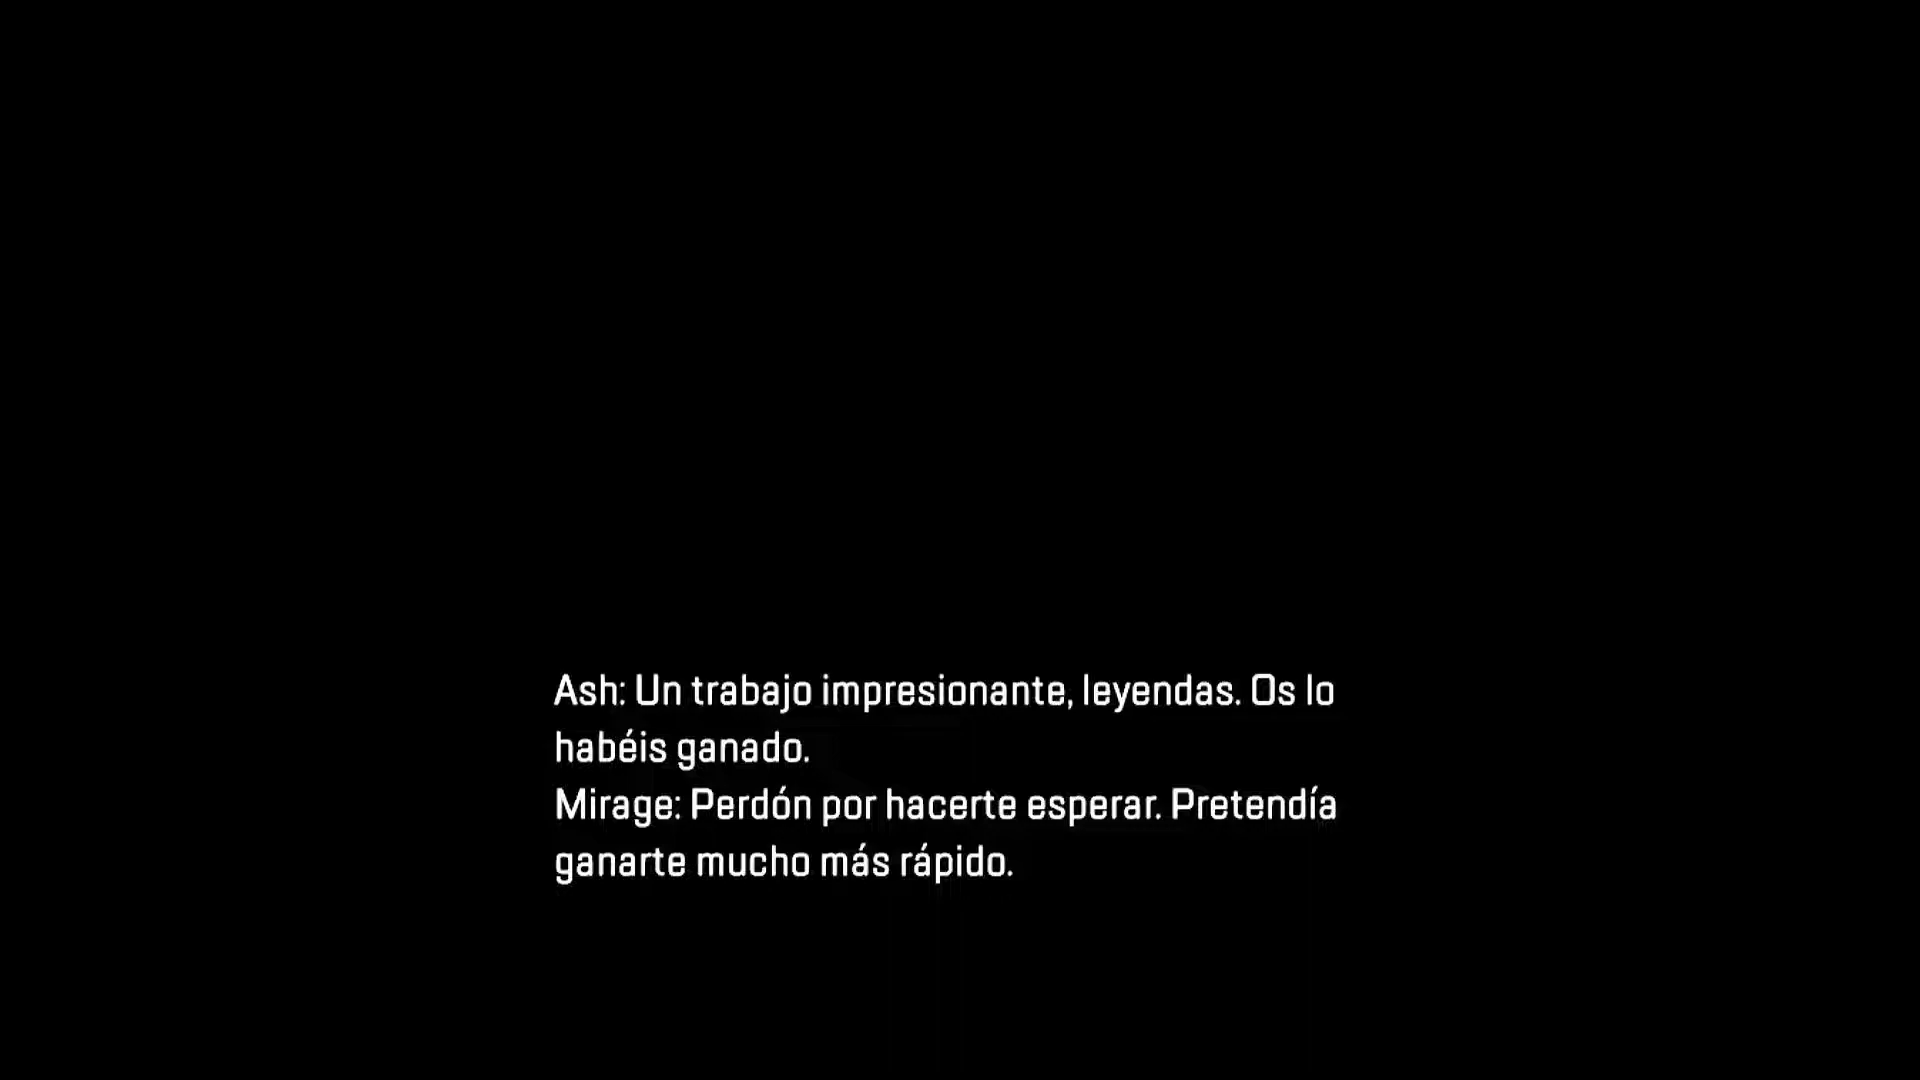 Ash: Un trabajo impresionante, leyendas. Os lo
habéis ganado.
Mirage: Perdón por hacerte esperar. Pretendía
ganarte mucho más rápido.